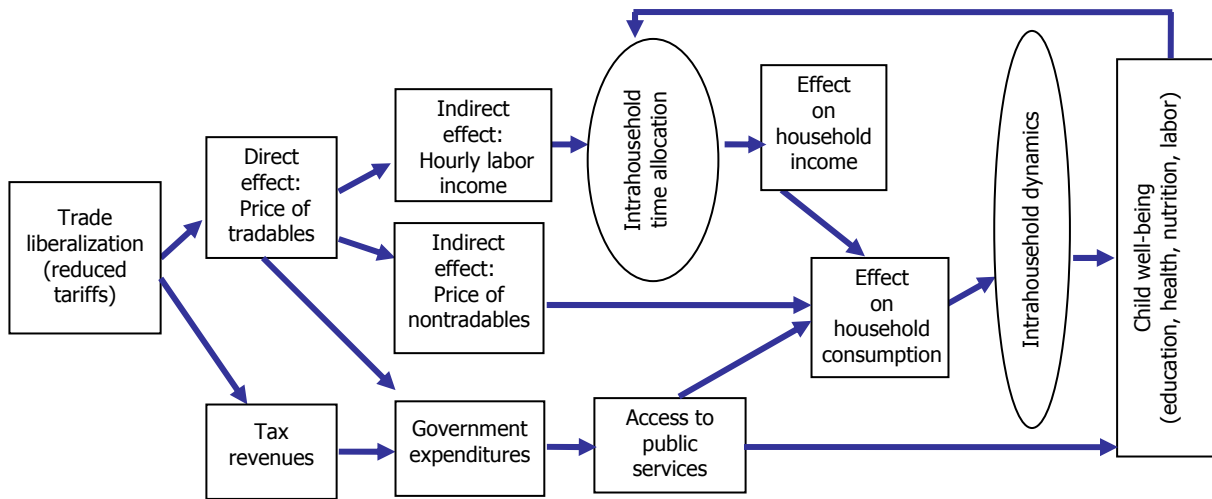 Trade
liberalization
(reduced
tariffs)
Direct
effect:
Price of
tradables
Tax
revenues
Indirect
effect:
Hourly labor
income
Indirect
effect:
Price of
nontradables
Government
expenditures
Intrahousehold
time allocation
Access to
public
services
Effect
on
household
income
Effect
on
household
consumption
Intrahousehold dynamics
Child well-being
(education, health, nutrition, labor)